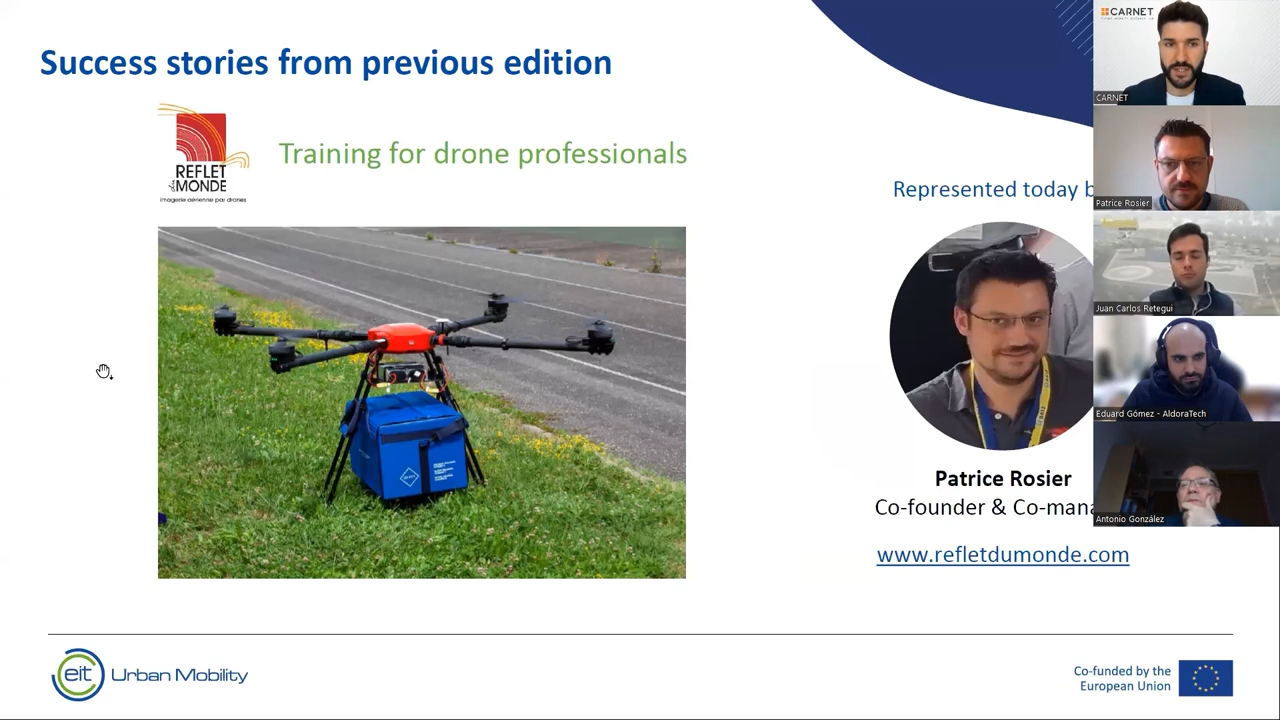 Success stories from previous edition
REFLET
du
MONDE
imagerie aérienne par drones
Training for drone professionals
Represented today b
Patrice Rosier
Co-founder & Co-mana
www.refletdumonde.com
eit Urban Mobility
Co-funded by the
European Union
CARNET
CARNET
Patrice Rosier
Juan Carlos Retegui
Eduard Gómez - AldoraTech
Antonio González